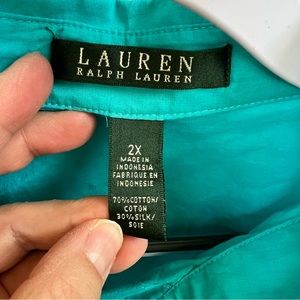 LAUREN
RALPH LAUREN
2X
MADE IN
INDONESIA
FABRIQUE EN
INDONESIE
70%COTTON/
COTON
30%SILK/
SOIE